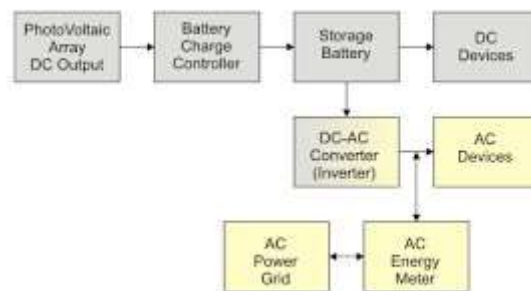 PhotoVoltaic
Array
DC Output
Battery
Charge
Controller
Storage
Battery
DC
Devices
DC-AC
Converter
(Inverter)
AC
Devices
AC
Power
Grid
AC
Energy
Meter